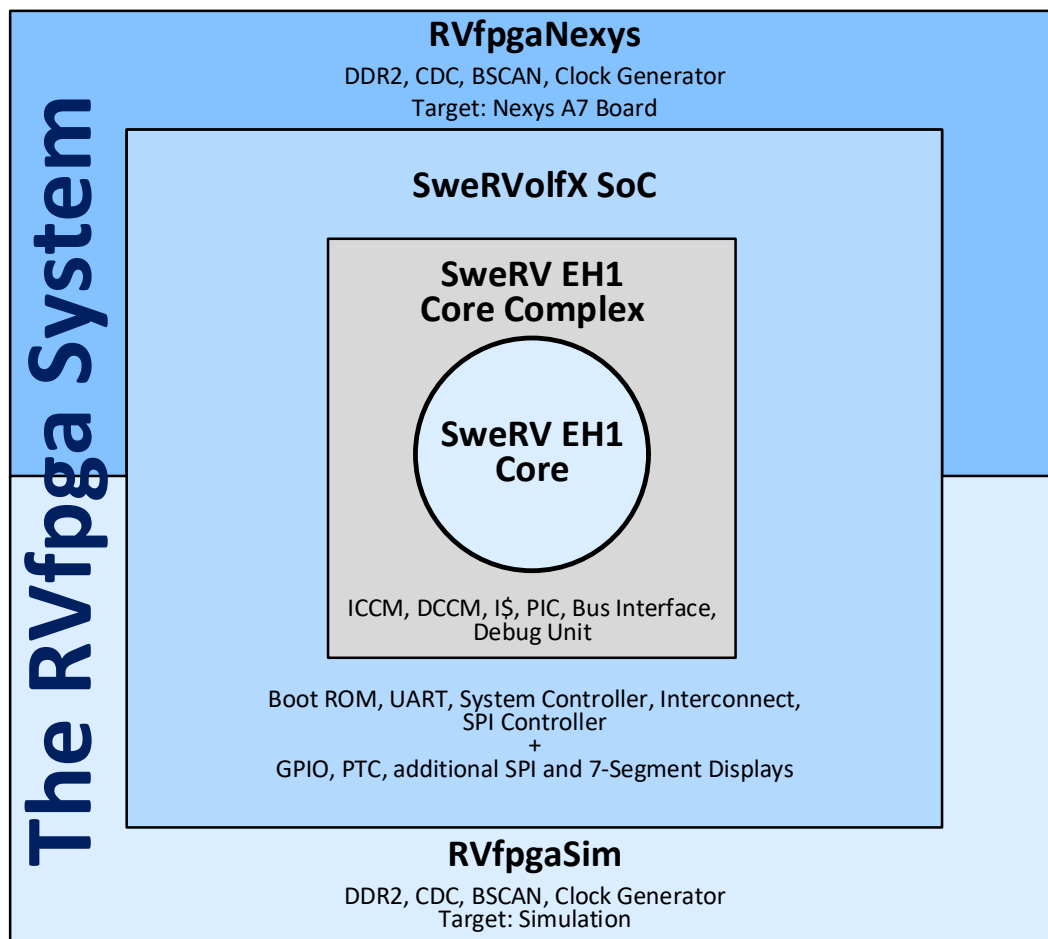 The RVfpga System
RVfpgaNexys
DDR2, CDC, BSCAN, Clock Generator
Target: Nexys A7 Board
SweRVolfX SoC
SweRV EH1
Core Complex
SweRV EH1
Core
ICCM, DCCM, I$, PIC, Bus Interface,
Debug Unit
Boot ROM, UART, System Controller, Interconnect,
SPI Controller
+
GPIO, PTC, additional SPI and 7-Segment Displays
RVfpgaSim
DDR2, CDC, BSCAN, Clock Generator
Target: Simulation